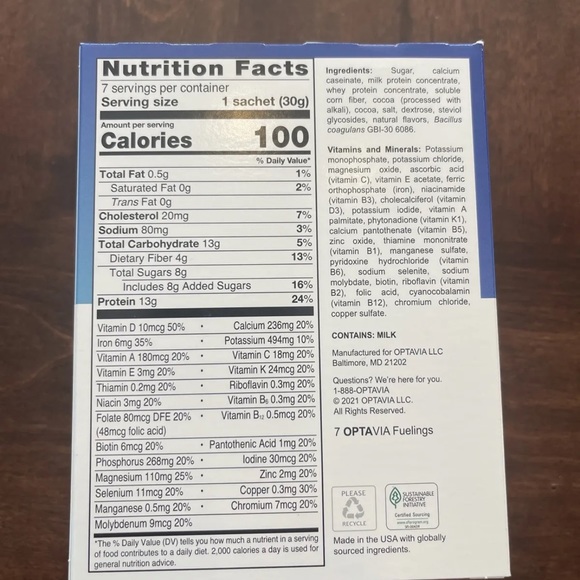 Nutrition Facts
7 servings per container
Serving size 1 sachet (30g)
Amount per serving
Calories 100
% Daily Value*
Total Fat 0.5g 1%
Saturated Fat 0g 2%
Trans Fat 0g
Cholesterol 20mg 7%
Sodium 80mg 3%
Total Carbohydrate 13g 5%
Dietary Fiber 4g 13%
Total Sugars 8g
Includes 8g Added Sugars 16%
Protein 13g 24%
Vitamin D 10mcg 50% • Calcium 236mg 20%
Iron 6mg 35% Potassium 494mg 10%
Vitamin A 180mcg 20% • Vitamin C 18mg 20%
Vitamin E 3mg 20% • Vitamin K 24mcg 20%
Thiamin 0.2mg 20% • Riboflavin 0.3mg 20%
Niacin 3mg 20% • Vitamin B6 0.3mg 20%
Folate 80mcg DFE 20% • Vitamin B12 0.5mcg 20%
(48mcg folic acid)
Biotin 6mcg 20% • Pantothenic Acid 1mg 20%
Phosphorus 268mg 20% • Iodine 30mcg 20%
Magnesium 110mg 25% • Zinc 2mg 20%
Selenium 11mcg 20% • Copper 0.3mg 30%
Manganese 0.5mg 20% • Chromium 7mcg 20%
Molybdenum 9mcg 20%
*The % Daily Value (DV) tells you how much a nutrient in a serving
of food contributes to a daily diet. 2,000 calories a day is used for
general nutrition advice.
Ingredients: Sugar, calcium
caseinate, milk protein concentrate,
whey protein concentrate, soluble
corn fiber, cocoa (processed with
alkali), cocoa, salt, dextrose, steviol
glycosides, natural flavors, Bacillus
coagulans GBI-30 6086.
Vitamins and Minerals: Potassium
monophosphate, potassium chloride,
magnesium oxide, ascorbic acid
(vitamin C), vitamin E acetate, ferric
orthophosphate (iron), niacinamide
(vitamin B3), cholecalciferol (vitamin
D3), potassium iodide, vitamin A
palmitate, phytonadione (vitamin K1),
calcium pantothenate (vitamin B5),
zinc oxide, thiamine mononitrate
(vitamin B1), manganese sulfate,
pyridoxine hydrochloride (vitamin
B6), sodium selenite, sodium
molybdate, biotin, riboflavin (vitamin
B2), folic acid, cyanocobalamin
(vitamin B12), chromium chloride,
copper sulfate.
CONTAINS: MILK
Manufactured for OPTAVIA LLC
Baltimore, MD 21202
Questions? We're here for you.
1-888-OPTAVIA
© 2021 OPTAVIA LLC.
All Rights Reserved.
7 OPTAVIA Fuelings
PLEASE
RECYCLE
SUSTAINABLE
FORESTRY
INITIATIVE
Certified Sourcing
Made in the USA with globally
sourced ingredients.